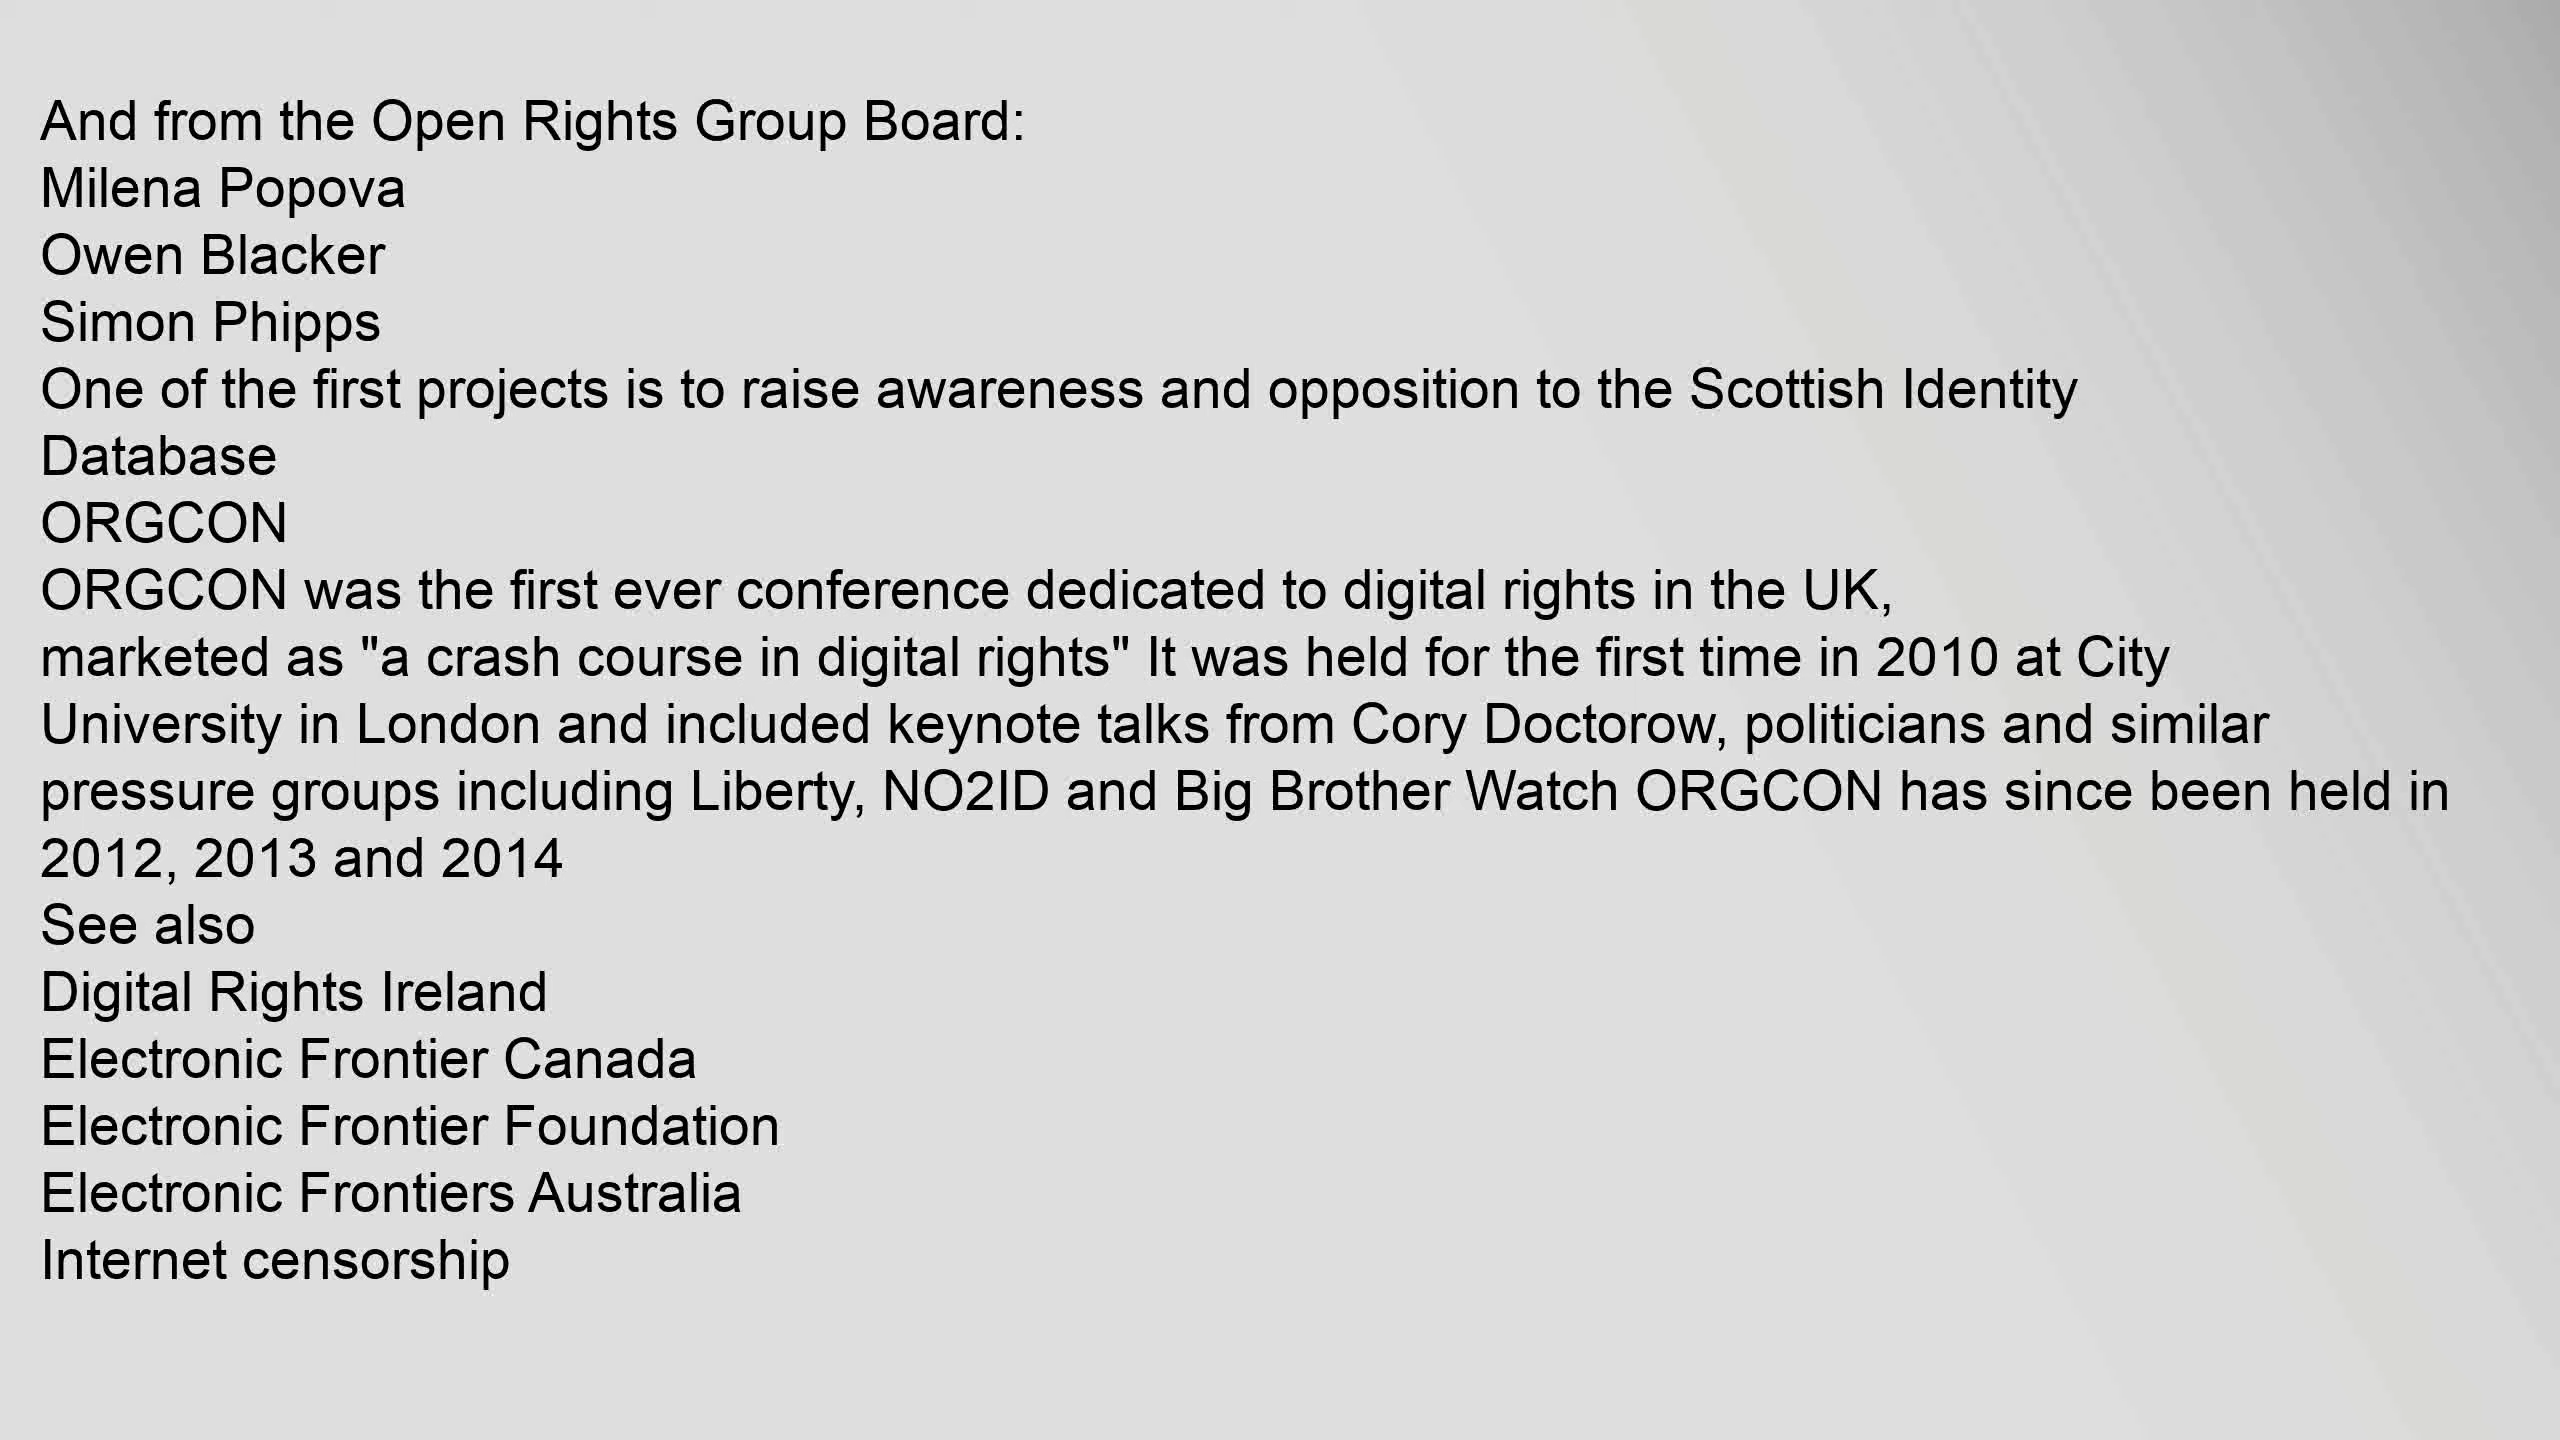 And from the Open Rights Group Board:
Milena Popova
Owen Blacker
Simon Phipps
One of the first projects is to raise awareness and opposition to the Scottish Identity
Database
ORGCON
ORGCON was the first ever conference dedicated to digital rights in the UK,
marketed as "a crash course in digital rights" It was held for the first time in 2010 at City
University in London and included keynote talks from Cory Doctorow, politicians and similar
pressure groups including Liberty, NO2ID and Big Brother Watch ORGCON has since been held in
2012, 2013 and 2014
See also
Digital Rights Ireland
Electronic Frontier Canada
Electronic Frontier Foundation
Electronic Frontiers Australia
Internet censorship